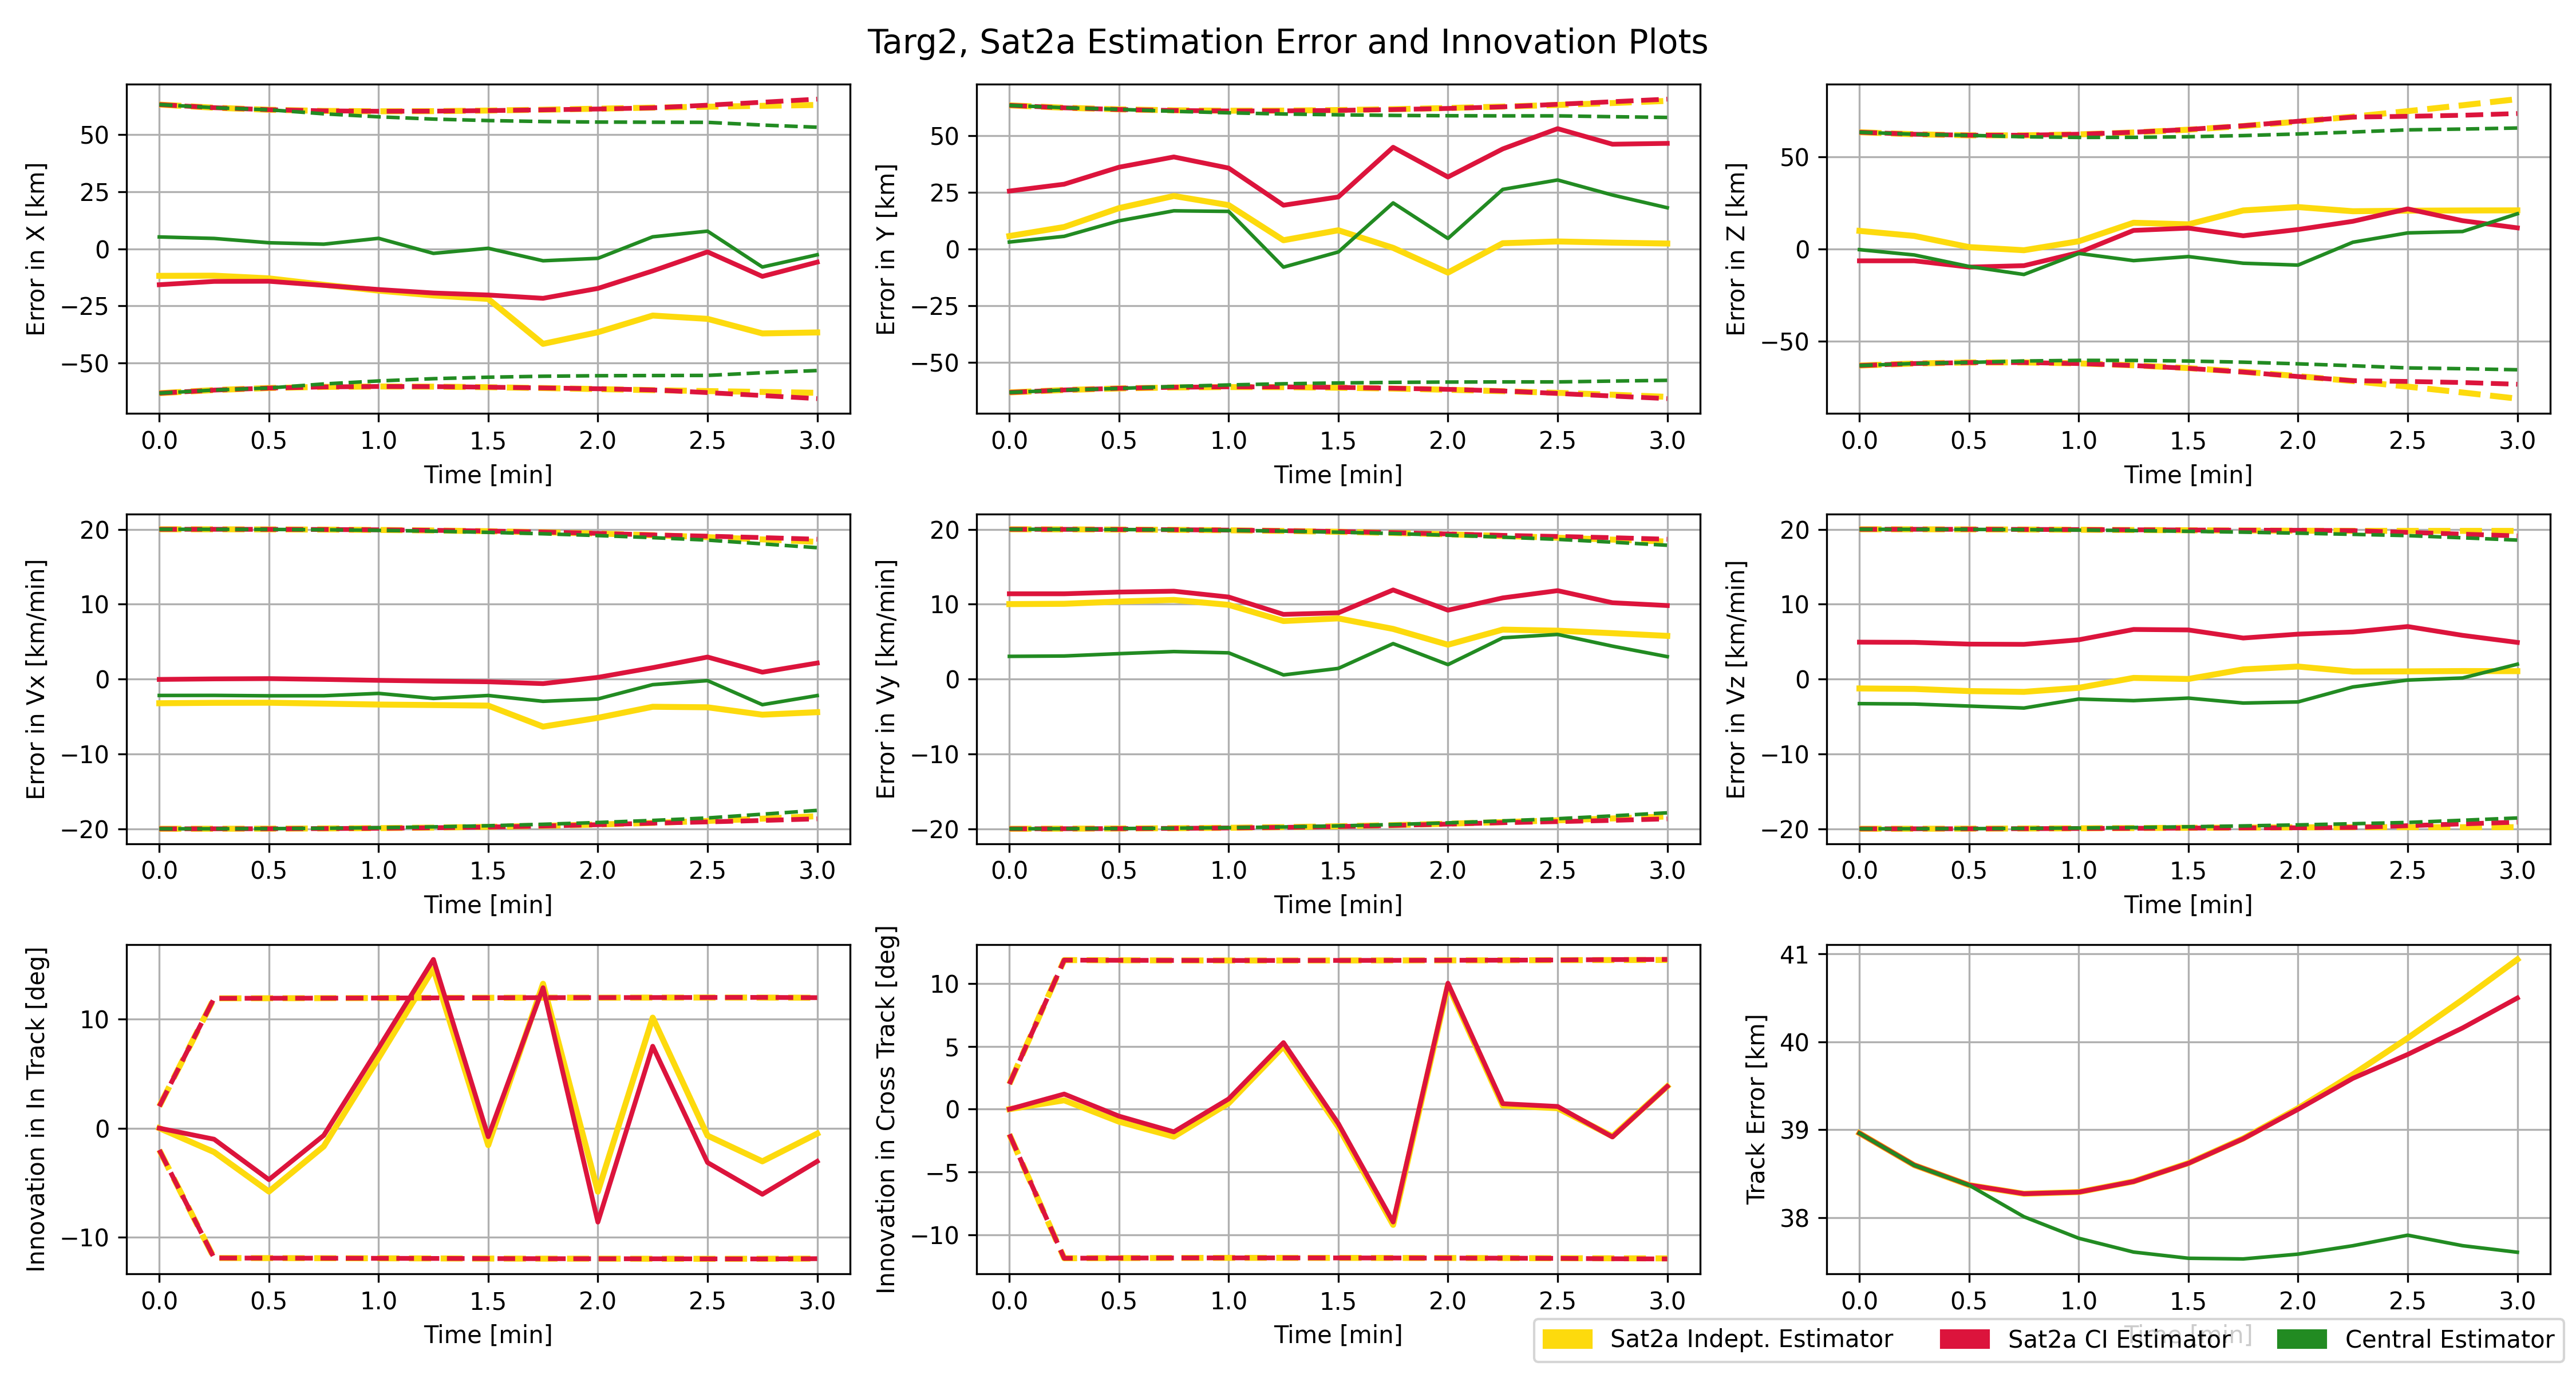 Targ2, Sat2a Estimation Error and Innovation Plots
Error in X [km]
50
25
0
−25
−50
0.0 0.5 1.0 1.5 2.0 2.5 3.0
Time [min]
Error in Y [km]
50
25
0
−25
−50
0.0 0.5 1.0 1.5 2.0 2.5 3.0
Time [min]
Error in Z [km]
50
0
−50
0.0 0.5 1.0 1.5 2.0 2.5 3.0
Time [min]
Error in Vx [km/min]
20
10
0
−10
−20
0.0 0.5 1.0 1.5 2.0 2.5 3.0
Time [min]
Error in Vy [km/min]
20
10
0
−10
−20
0.0 0.5 1.0 1.5 2.0 2.5 3.0
Time [min]
Error in Vz [km/min]
20
10
0
−10
−20
0.0 0.5 1.0 1.5 2.0 2.5 3.0
Time [min]
Innovation in In Track [deg]
10
0
−10
0.0 0.5 1.0 1.5 2.0 2.5 3.0
Time [min]
Innovation in Cross Track [deg]
10
5
0
−5
−10
0.0 0.5 1.0 1.5 2.0 2.5 3.0
Time [min]
Track Error [km]
41
40
39
38
0.0 0.5 1.0 1.5 2.0 2.5 3.0
Time [min]
Sat2a Indept. Estimator
Sat2a CI Estimator
Central Estimator